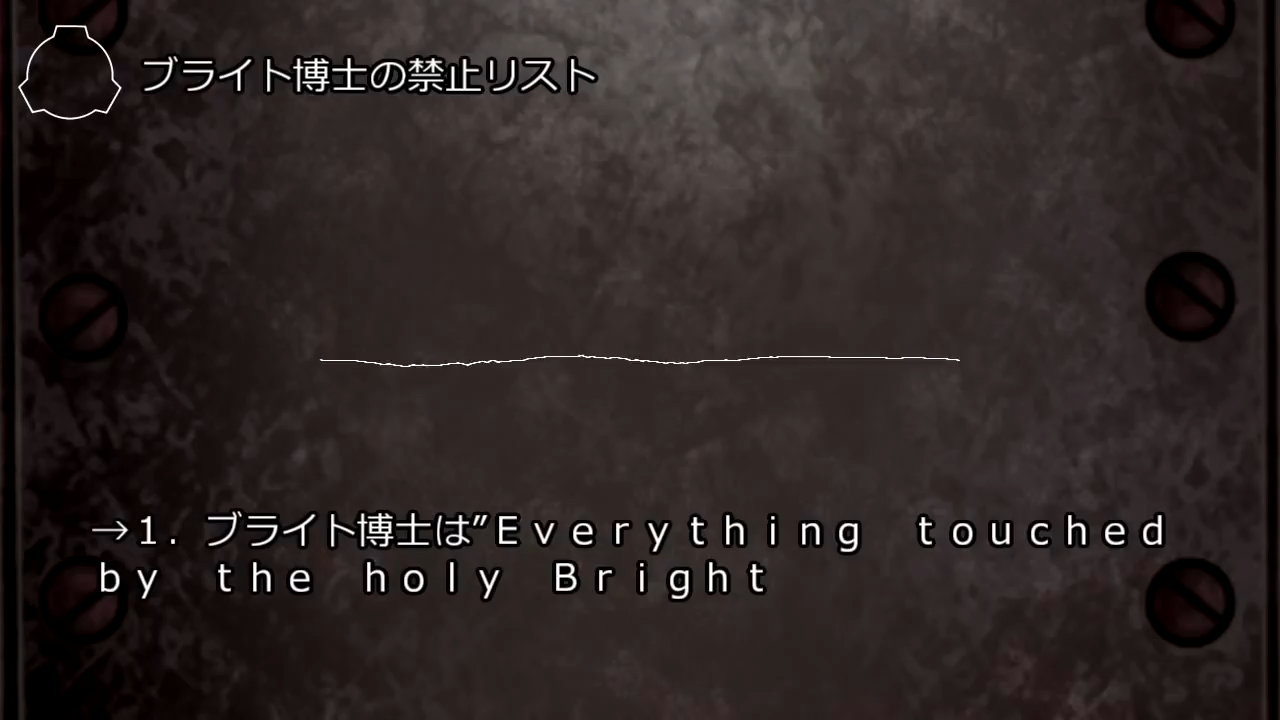 ブライト博士の禁止リスト
→1. ブライト博士は”Ｅｖｅｒｙｔｈｉｎｇ　ｔｏｕｃｈｅｄ
ｂｙ　ｔｈｅ　ｈｏｌｙ　Ｂｒｉｇｈｔ